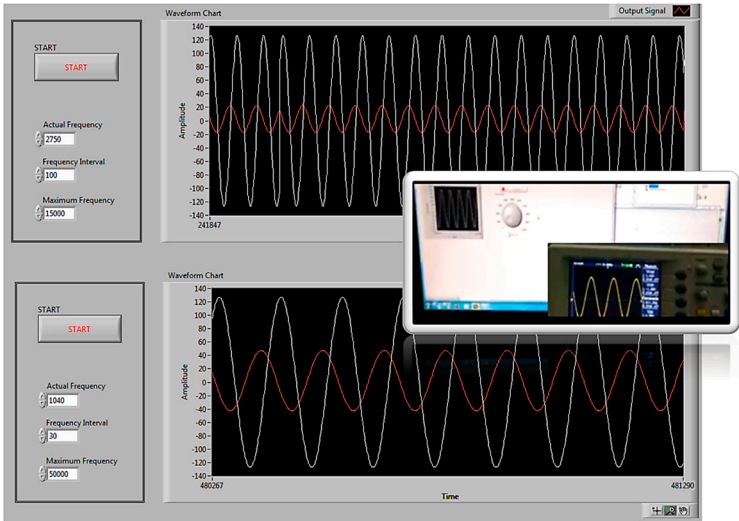 Waveform Chart
Output Signal
START
START
Actual Frequency
2750
Frequency Interval
100
Maximum Frequency
15000
Amplitude
140
120
100
80
60
40
20
0
-20
-40
-60
-80
-100
-120
-140
241847
Waveform Chart
START
START
Actual Frequency
1040
Frequency Interval
30
Maximum Frequency
50000
Amplitude
140
120
100
80
60
40
20
0
-20
-40
-60
-80
-100
-120
-140
480267
481290
Time